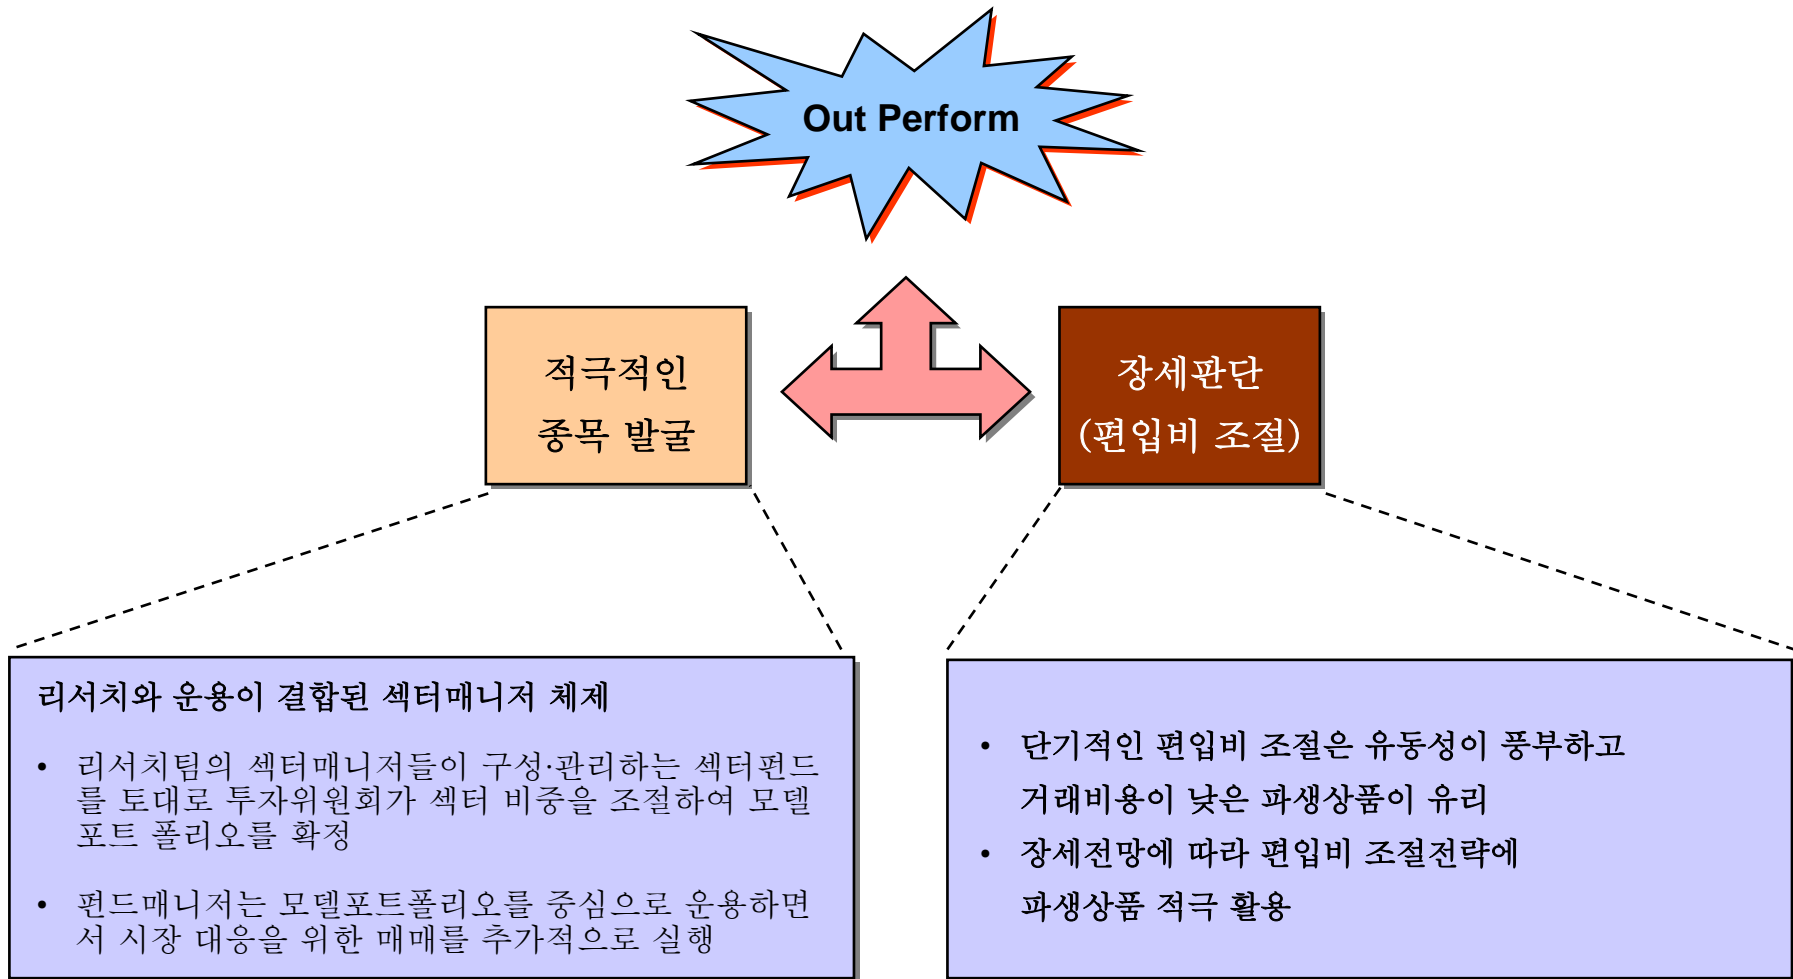 Out Perform
적극적인
종목 발굴
장세판단
(편입비 조절)
리서치와 운용이 결합된 섹터매니저 체제
• 리서치팀의 섹터매니저들이 구성·관리하는 섹터펀드
를 토대로 투자위원회가 섹터 비중을 조절하여 모델
포트 폴리오를 확정
• 펀드매니저는 모델포트폴리오를 중심으로 운용하면
서 시장 대응을 위한 매매를 추가적으로 실행
• 단기적인 편입비 조절은 유동성이 풍부하고
거래비용이 낮은 파생상품이 유리
• 장세전망에 따라 편입비 조절전략에
파생상품 적극 활용